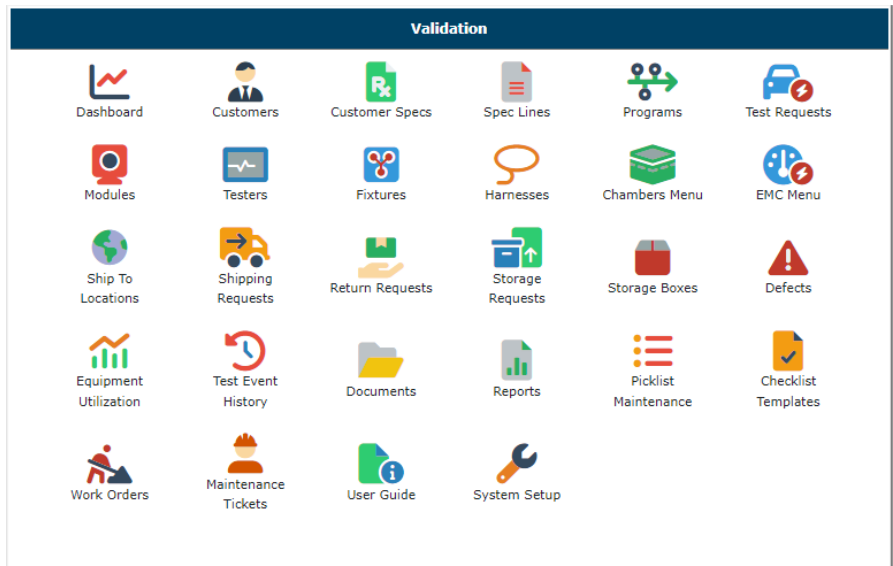 Validation
Dashboard
Customers
Customer Specs
Spec Lines
Programs
Test Requests
Modules
Testers
Fixtures
Harnesses
Chambers Menu
EMC Menu
Ship To
Locations
Shipping
Requests
Return Requests
Storage
Requests
Storage Boxes
Defects
Equipment
Utilization
Test Event
History
Documents
Reports
Picklist
Maintenance
Checklist
Templates
Work Orders
Maintenance
Tickets
User Guide
System Setup